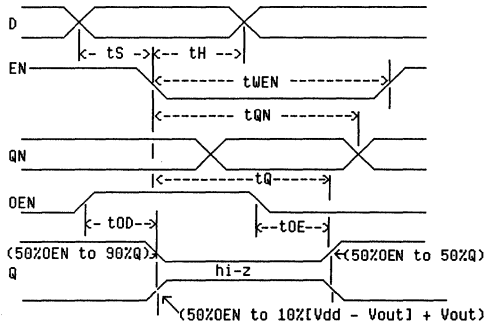 D
tS
tH
EN
tWEN
tQN
QN
tQ
OEN
tOD
tOE
(50%OEN to 90%Q)
(50%OEN to 50%Q)
hi-z
Q
(50%OEN to 10%[Vdd - Vout] + Vout)